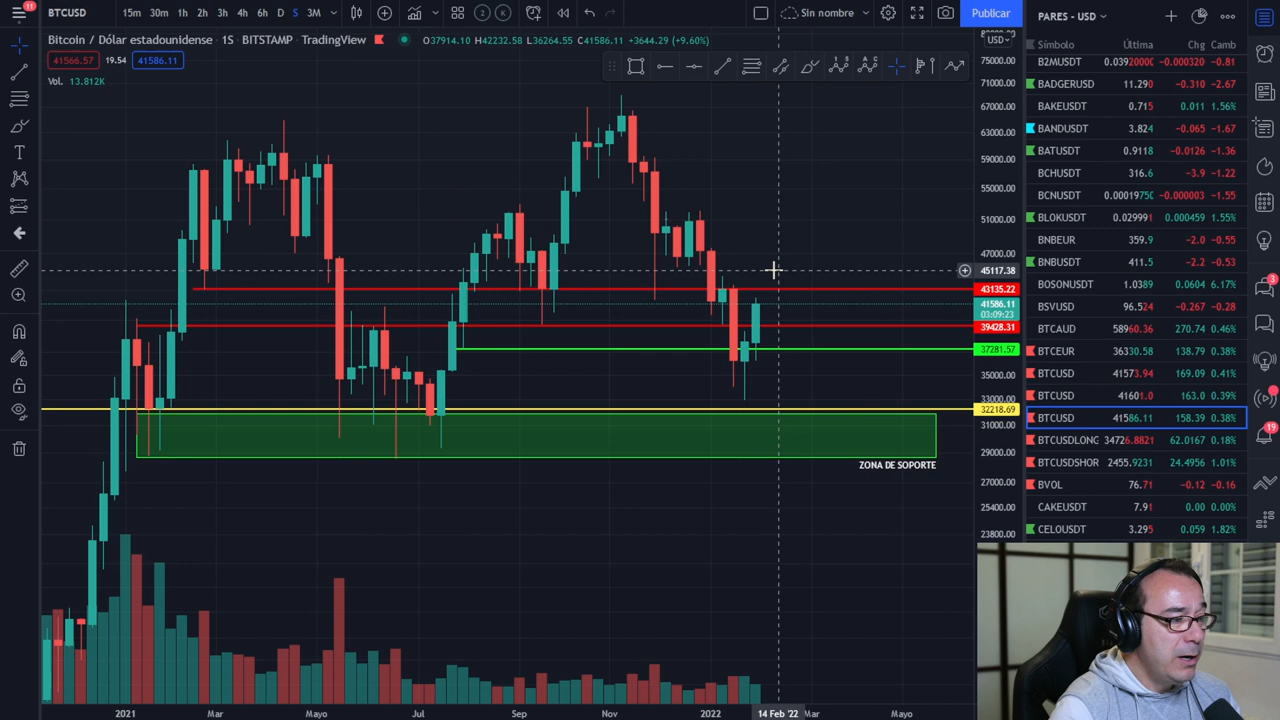 11
BTCUSD 15m 30m 1h 2h 3h 4h 6h D S 3M 2 K Sin nombre Publicar
Bitcoin / Dólar estadounidense · 1S · BITSTAMP · TradingView O37914.10 H42232.58 L36264.55 C41586.11 +3644.29 (+9.60%)
41566.57 19.54 41586.11
Vol. 13.812K
USD
75000.00
71000.00
67000.00
63000.00
59000.00
55000.00
51000.00
47000.00
45117.38
43135.22
41586.11
03:09:23
39428.31
37281.57
35000.00
33000.00
32218.69
31000.00
29000.00
27000.00
25400.00
23800.00
ZONA DE SOPORTE
2021 Mar Mayo Jul Sep Nov 2022 14 Feb '22 Mar Mayo
PARES - USD
Símbolo Última Chg Camb
B2MUSDT 0.03920000 -0.000320 -0.81
BADGERUSD 11.290 -0.310 -2.67
BAKEUSDT 0.715 0.011 1.56%
BANDUSDT 3.824 -0.065 -1.67
BATUSDT 0.9118 -0.0126 -1.36
BCHUSDT 316.6 -3.9 -1.22
BCNUSDT 0.00019750 -0.000003 -1.55
BLOKUSDT 0.029991 0.000459 1.55%
BNBEUR 359.9 -2.0 -0.55
BNBUSDT 411.5 -2.2 -0.53
BOSONUSDT 1.0389 0.0604 6.17%
BSVUSD 96.524 -0.267 -0.28
BTCAUD 58960.36 270.74 0.46%
BTCEUR 36330.58 138.79 0.38%
BTCUSD 41573.94 169.09 0.41%
BTCUSD 41601.0 163.0 0.39%
BTCUSD 41586.11 158.39 0.38%
BTCUSDLONG 34726.8821 62.0167 0.18%
BTCUSDSHOR 2455.9231 24.4956 1.01%
BVOL 76.71 -0.12 -0.16
CAKEUSDT 7.91 0.00 0.00%
CELOUSDT 3.295 0.059 1.82%
3
19